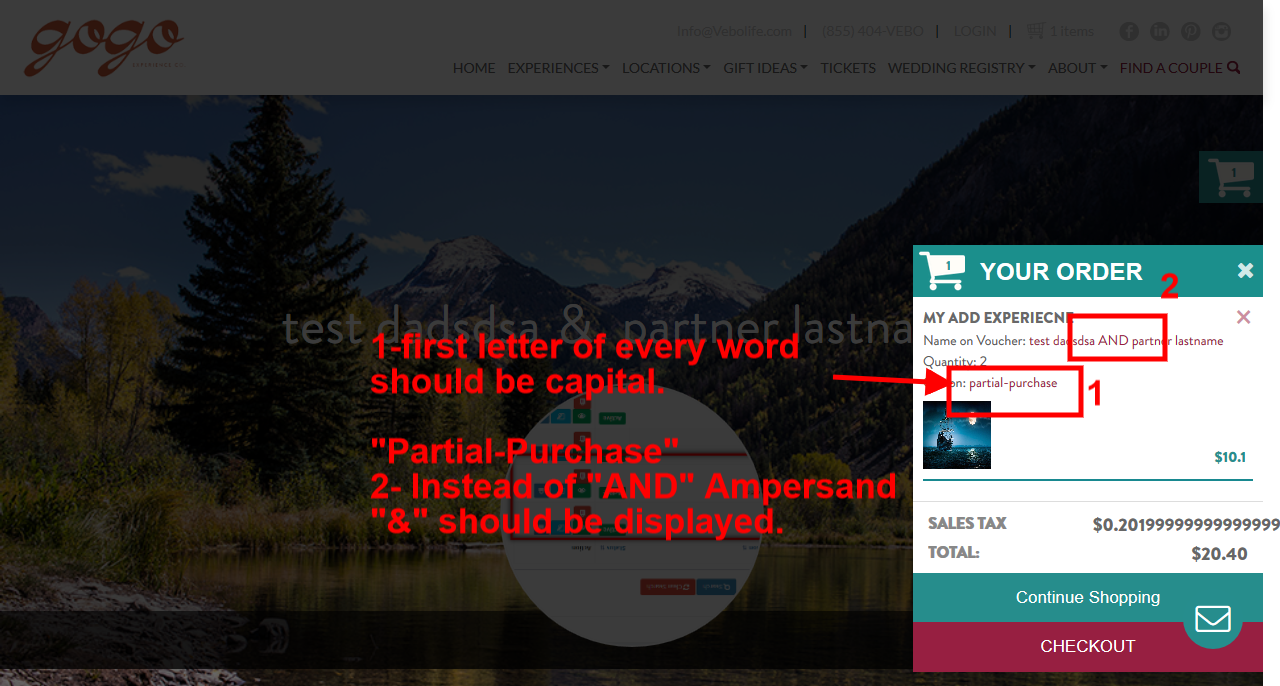 gogo
EXPERIENCE CO
Info@Vebolife.com | (855) 404-VEBO | LOGIN | 1 items
HOME EXPERIENCES LOCATIONS GIFT IDEAS TICKETS WEDDING REGISTRY ABOUT FIND A COUPLE
1
1 YOUR ORDER
2
MY ADD EXPERIECNE
Name on Voucher: test dadsdsa AND partner lastname
Quantity: 2
on: partial-purchase
1
$10.1
SALES TAX $0.20199999999999999
TOTAL: $20.40
Continue Shopping
CHECKOUT
test dadsdsa & partner lastna
1-first letter of every word
should be capital.
"Partial-Purchase"
2- Instead of "AND" Ampersand
"&" should be displayed.